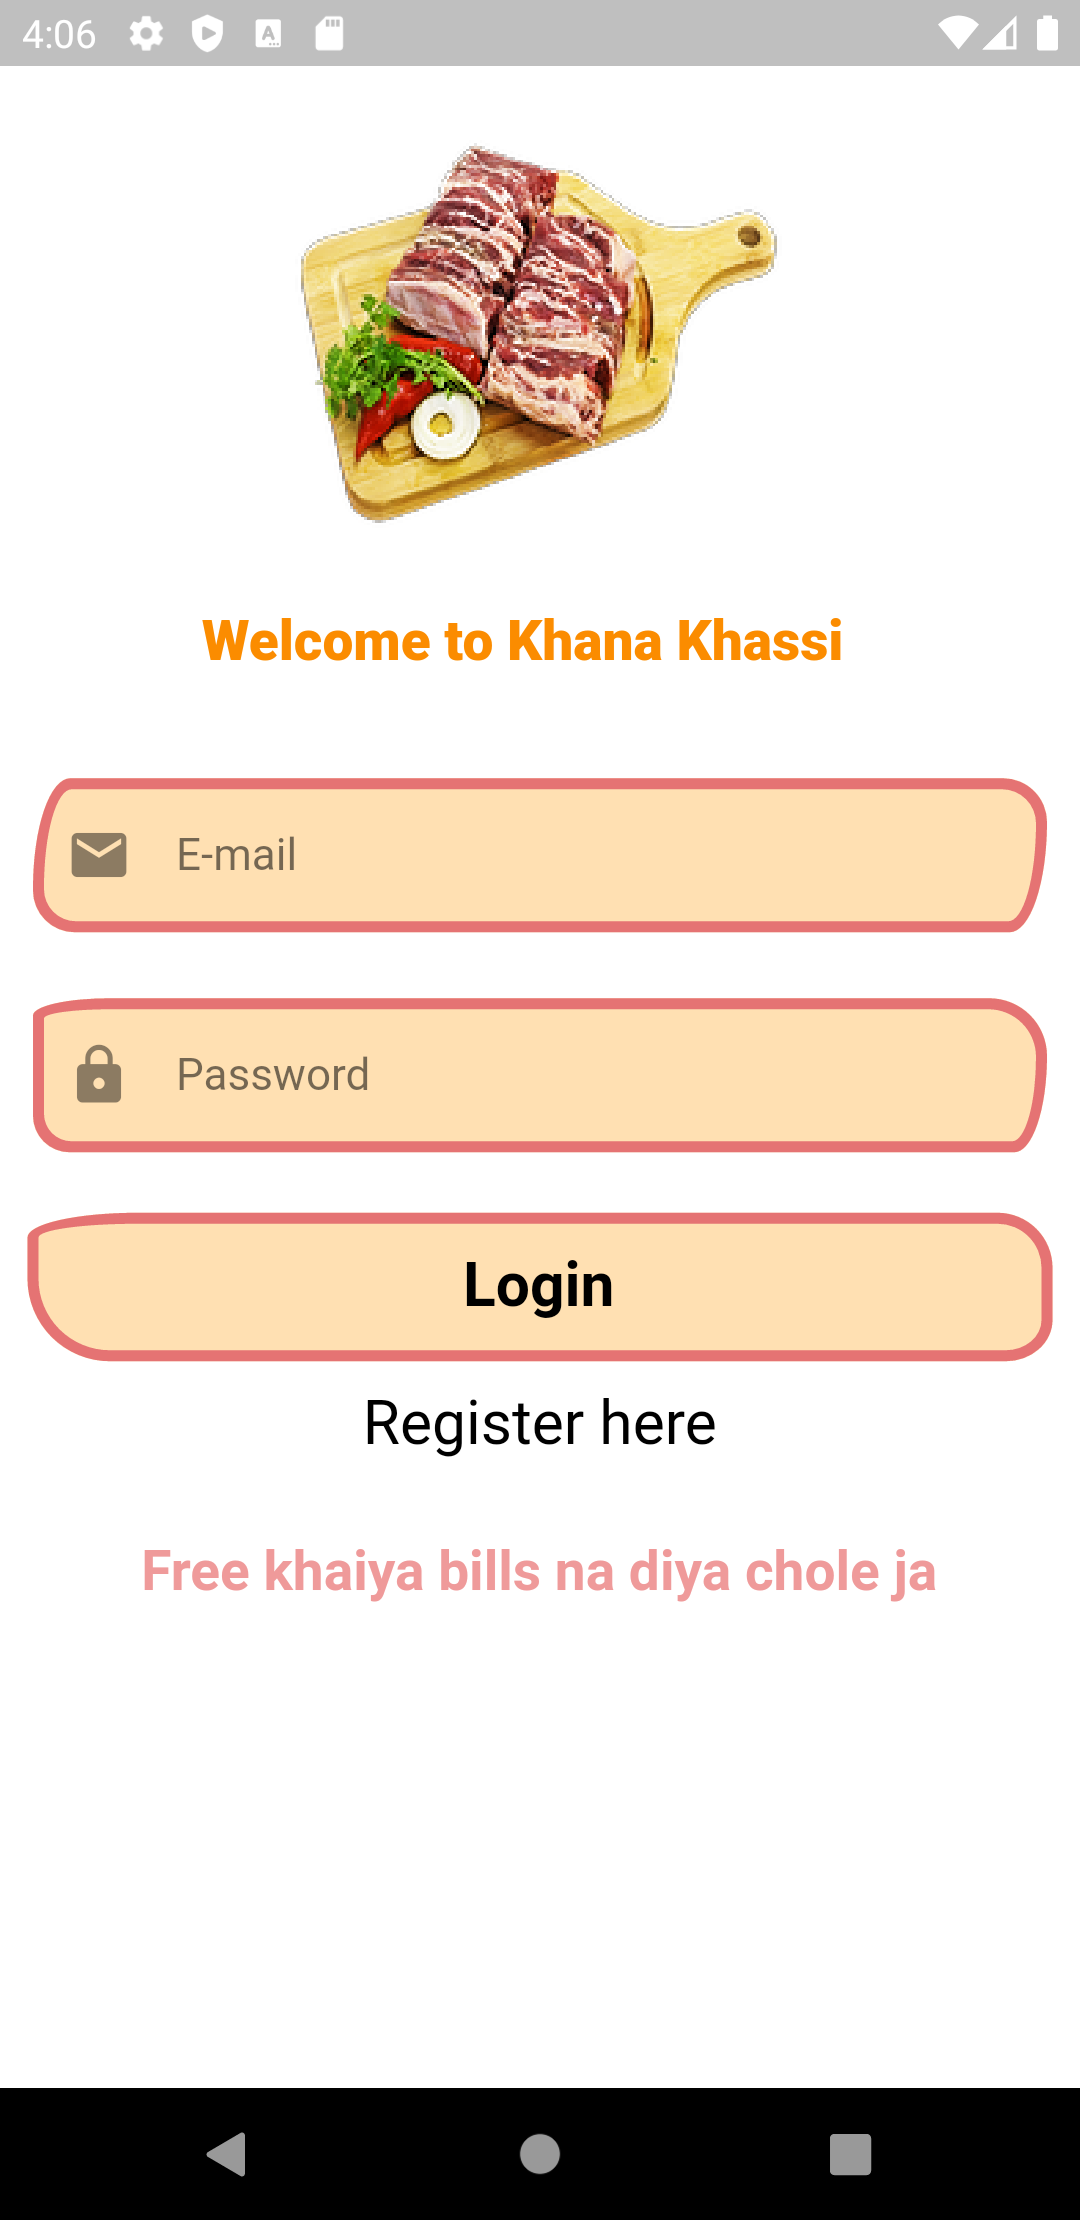 4:06
Welcome to Khana Khassi
E-mail
Password
Login
Register here
Free khaiya bills na diya chole ja